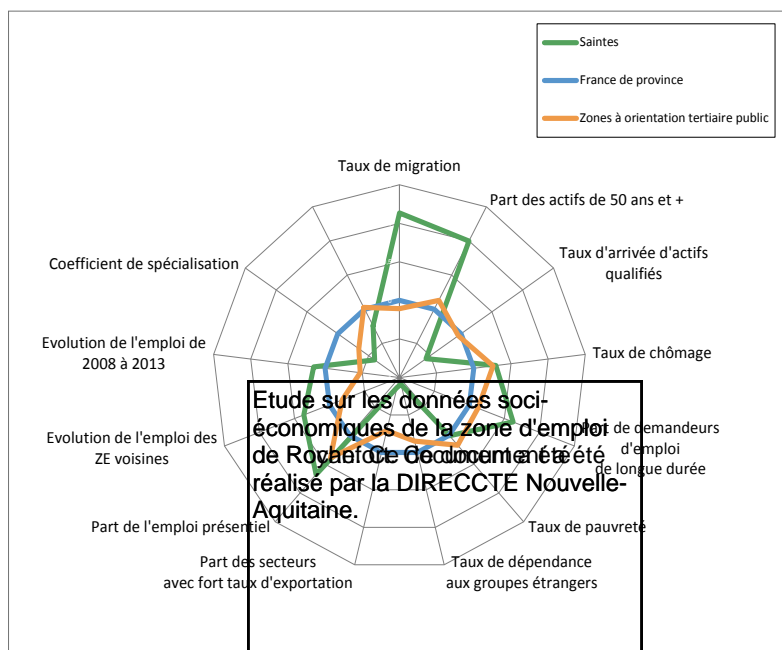 Saintes
France de province
Zones à orientation tertiaire public
Taux de migration
Part des actifs de 50 ans et +
Taux d'arrivée d'actifs
qualifiés
Coefficient de spécialisation
Evolution de l'emploi de
2008 à 2013
Taux de chômage
Etude sur les données soci-
économiques de la zone d'emploi
de
réalisé par la DIRECCTE Nouvelle-
Aquitaine.
Part de demandeurs
d'emploi
de longue durée
Evolution de l'emploi des
ZE voisines
Part de l'emploi présentiel
Taux de pauvreté
Part des secteurs
avec fort taux d'exportation
Taux de dépendance
aux groupes étrangers